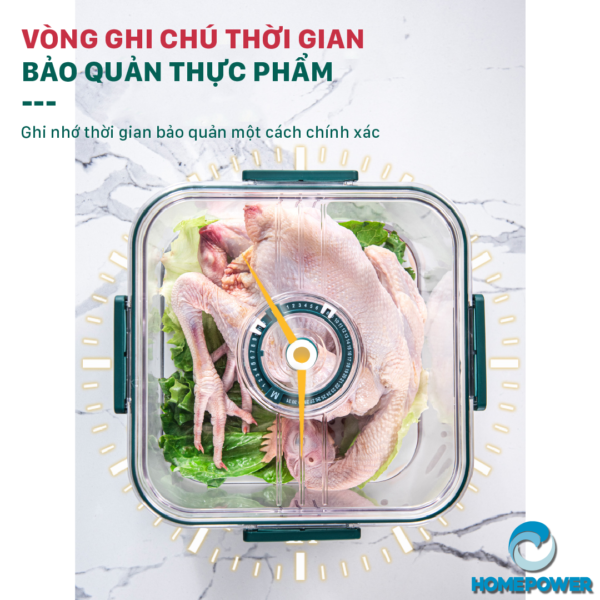 VÒNG GHI CHÚ THỜI GIAN
BẢO QUẢN THỰC PHẨM
---
Ghi nhớ thời gian bảo quản một cách chính xác
M
HOMEPOWER